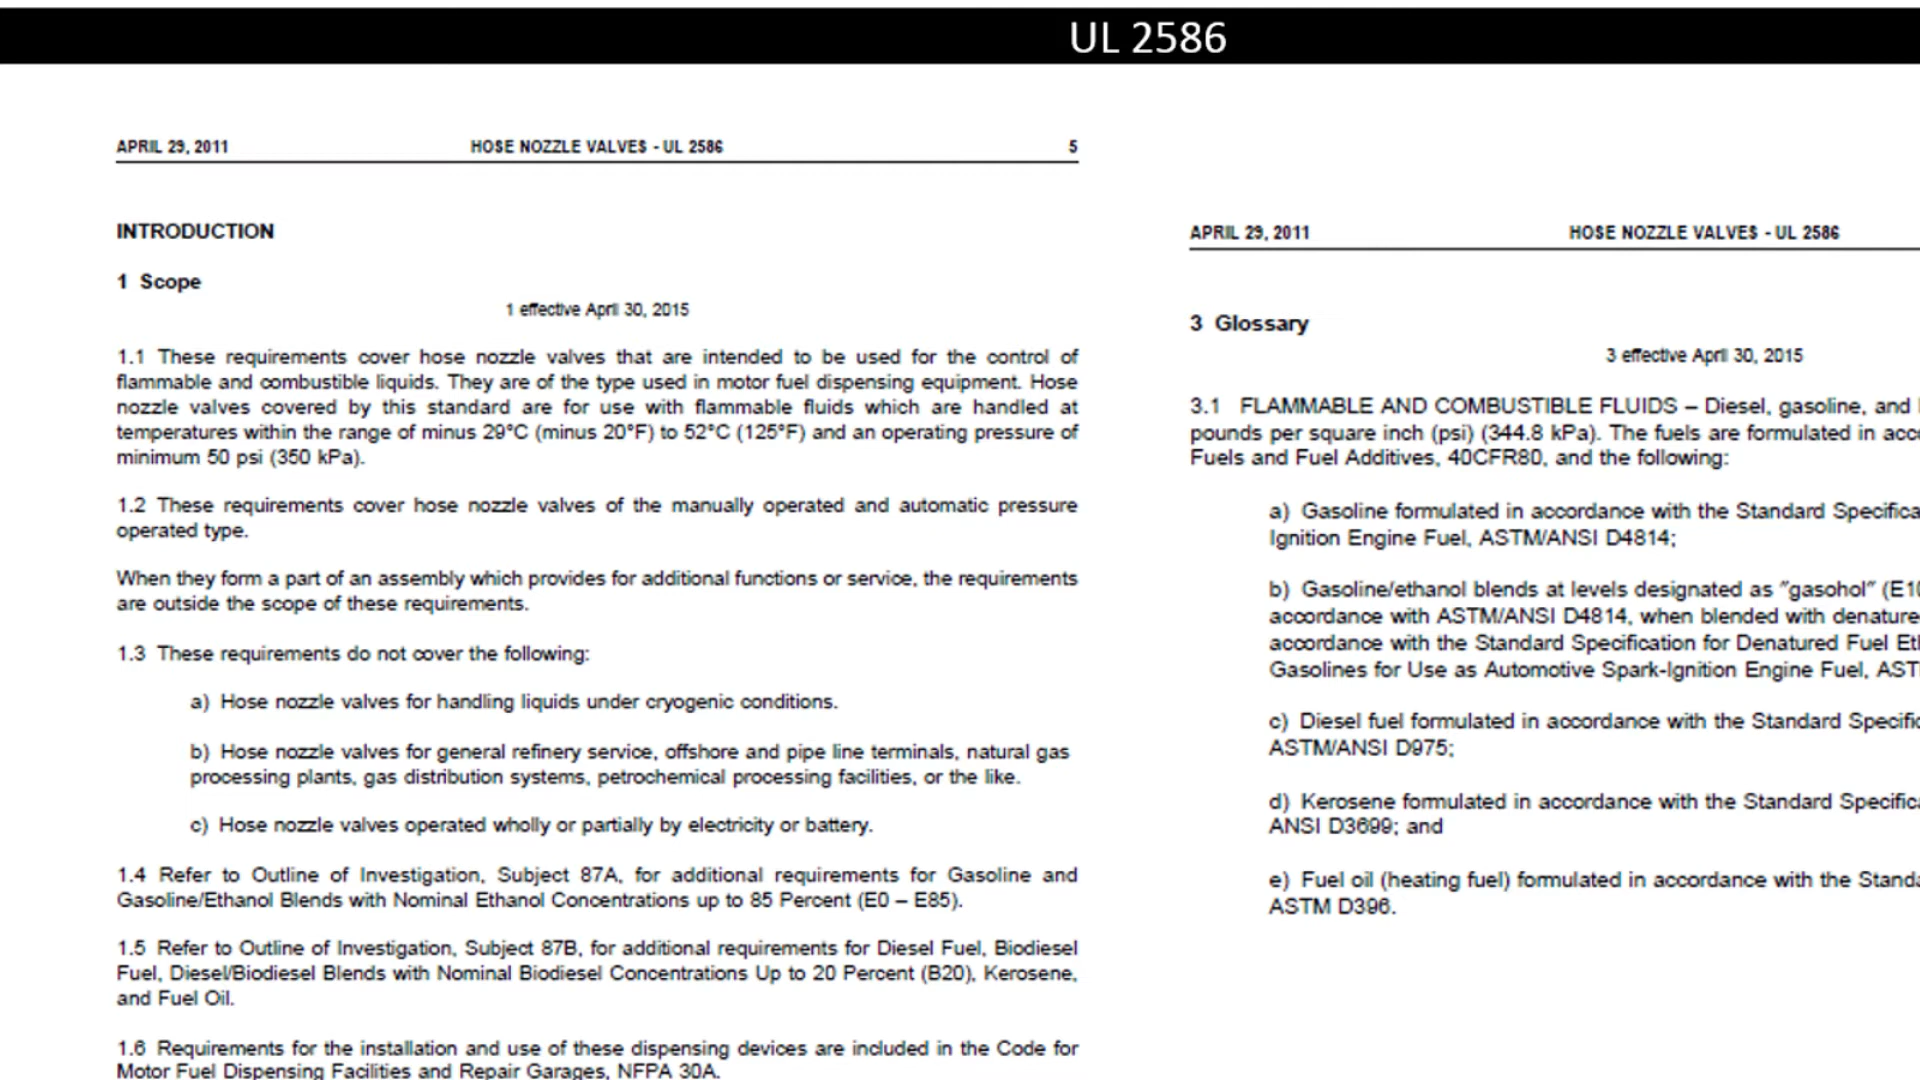 UL 2586
APRIL 29, 2011 HOSE NOZZLE VALVES - UL 2586 5
INTRODUCTION
1 Scope
1 effective April 30, 2015
1.1 These requirements cover hose nozzle valves that are intended to be used for the control of
flammable and combustible liquids. They are of the type used in motor fuel dispensing equipment. Hose
nozzle valves covered by this standard are for use with flammable fluids which are handled at
temperatures within the range of minus 29°C (minus 20°F) to 52°C (125°F) and an operating pressure of
minimum 50 psi (350 kPa).
1.2 These requirements cover hose nozzle valves of the manually operated and automatic pressure
operated type.
When they form a part of an assembly which provides for additional functions or service, the requirements
are outside the scope of these requirements.
1.3 These requirements do not cover the following:
a) Hose nozzle valves for handling liquids under cryogenic conditions.
b) Hose nozzle valves for general refinery service, offshore and pipe line terminals, natural gas
processing plants, gas distribution systems, petrochemical processing facilities, or the like.
c) Hose nozzle valves operated wholly or partially by electricity or battery.
1.4 Refer to Outline of Investigation, Subject 87A, for additional requirements for Gasoline and
Gasoline/Ethanol Blends with Nominal Ethanol Concentrations up to 85 Percent (E0 – E85).
1.5 Refer to Outline of Investigation, Subject 87B, for additional requirements for Diesel Fuel, Biodiesel
Fuel, Diesel/Biodiesel Blends with Nominal Biodiesel Concentrations Up to 20 Percent (B20), Kerosene,
and Fuel Oil.
1.6 Requirements for the installation and use of these dispensing devices are included in the Code for
Motor Fuel Dispensing Facilities and Repair Garages, NFPA 30A.
APRIL 29, 2011 HOSE NOZZLE VALVES - UL 2586
3 Glossary
3 effective April 30, 2015
3.1 FLAMMABLE AND COMBUSTIBLE FLUIDS – Diesel, gasoline, and
pounds per square inch (psi) (344.8 kPa). The fuels are formulated in acc
Fuels and Fuel Additives, 40CFR80, and the following:
a) Gasoline formulated in accordance with the Standard Specifica
Ignition Engine Fuel, ASTM/ANSI D4814;
b) Gasoline/ethanol blends at levels designated as "gasohol" (E10
accordance with ASTM/ANSI D4814, when blended with denature
accordance with the Standard Specification for Denatured Fuel Et
Gasolines for Use as Automotive Spark-Ignition Engine Fuel, AST
c) Diesel fuel formulated in accordance with the Standard Specific
ASTM/ANSI D975;
d) Kerosene formulated in accordance with the Standard Specifica
ANSI D3699; and
e) Fuel oil (heating fuel) formulated in accordance with the Standa
ASTM D396.